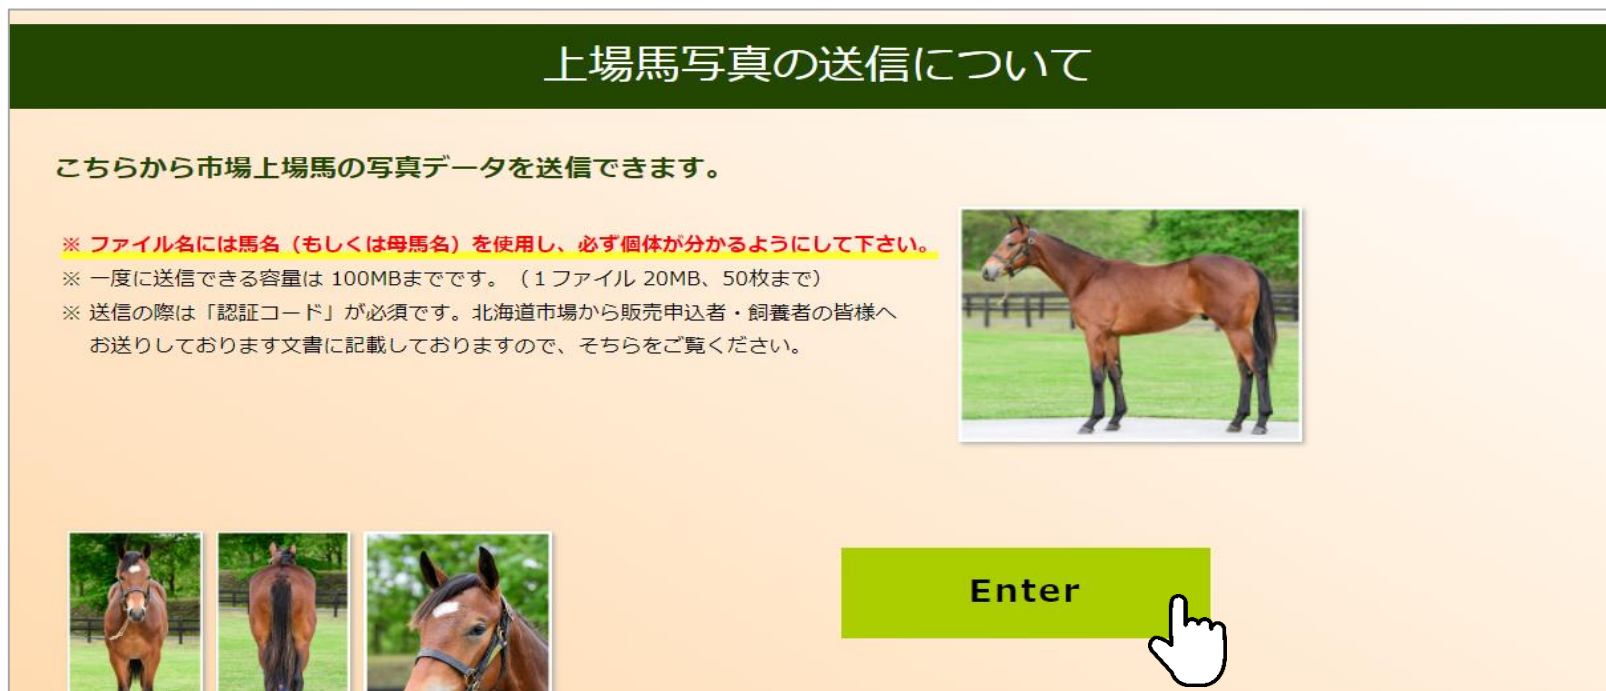 上場馬写真の送信について
こちらから市場上場馬の写真データを送信できます。
※ ファイル名には馬名（もしくは母馬名）を使用し、必ず個体が分かるようにして下さい。
※ 一度に送信できる容量は 100MBまでです。（1ファイル 20MB、50枚まで）
※ 送信の際は「認証コード」が必須です。北海道市場から販売申込者・飼養者の皆様へ
お送りしております文書に記載しておりますので、そちらをご覧ください。
Enter